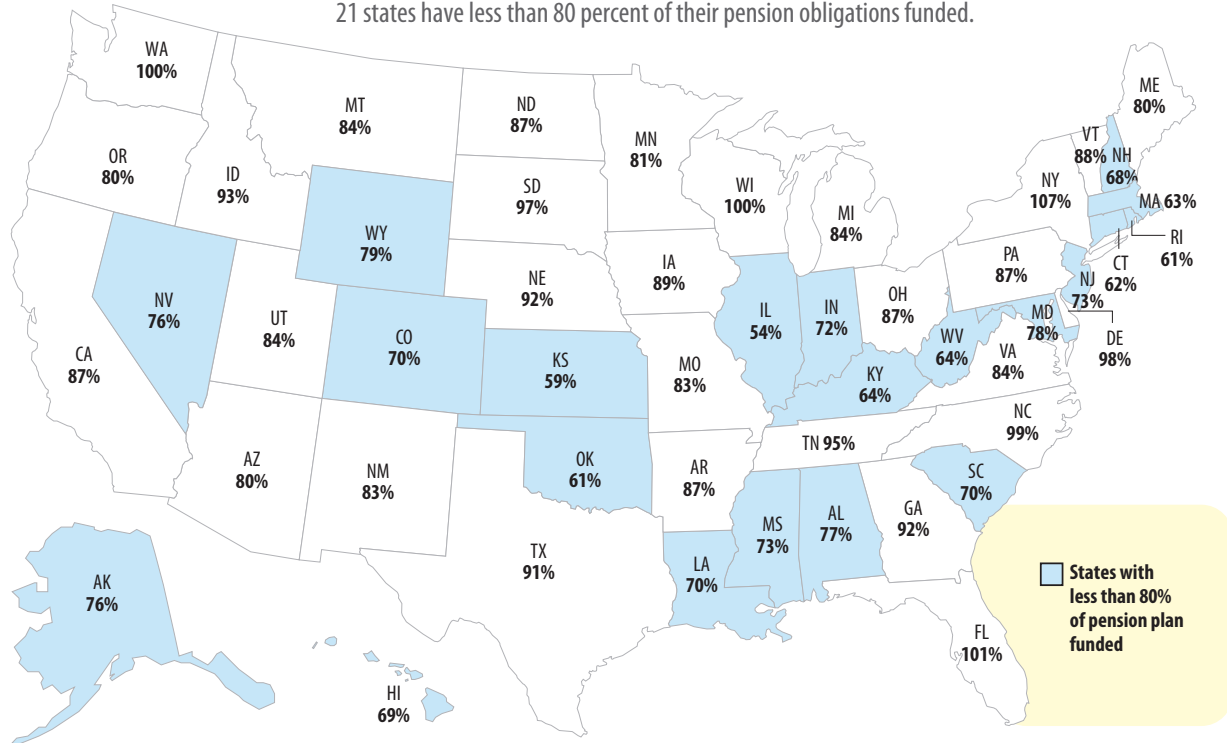 21 states have less than 80 percent of their pension obligations funded.
WA
100%
MT
84%
ND
87%
MN
81%
ME
80%
VT
88%
NH
68%
OR
80%
ID
93%
SD
97%
WI
100%
MI
84%
NY
107%
MA 63%
RI
61%
CT
62%
WY
79%
IA
89%
PA
87%
NJ
73%
NE
92%
NV
76%
UT
84%
CO
70%
IL
54%
IN
72%
OH
87%
MD
78%
DE
98%
WV
64%
VA
84%
CA
87%
KS
59%
MO
83%
KY
64%
NC
99%
TN 95%
AZ
80%
NM
83%
OK
61%
AR
87%
SC
70%
MS
73%
AL
77%
GA
92%
TX
91%
LA
70%
AK
76%
FL
101%
HI
69%
States with
less than 80%
of pension plan
funded